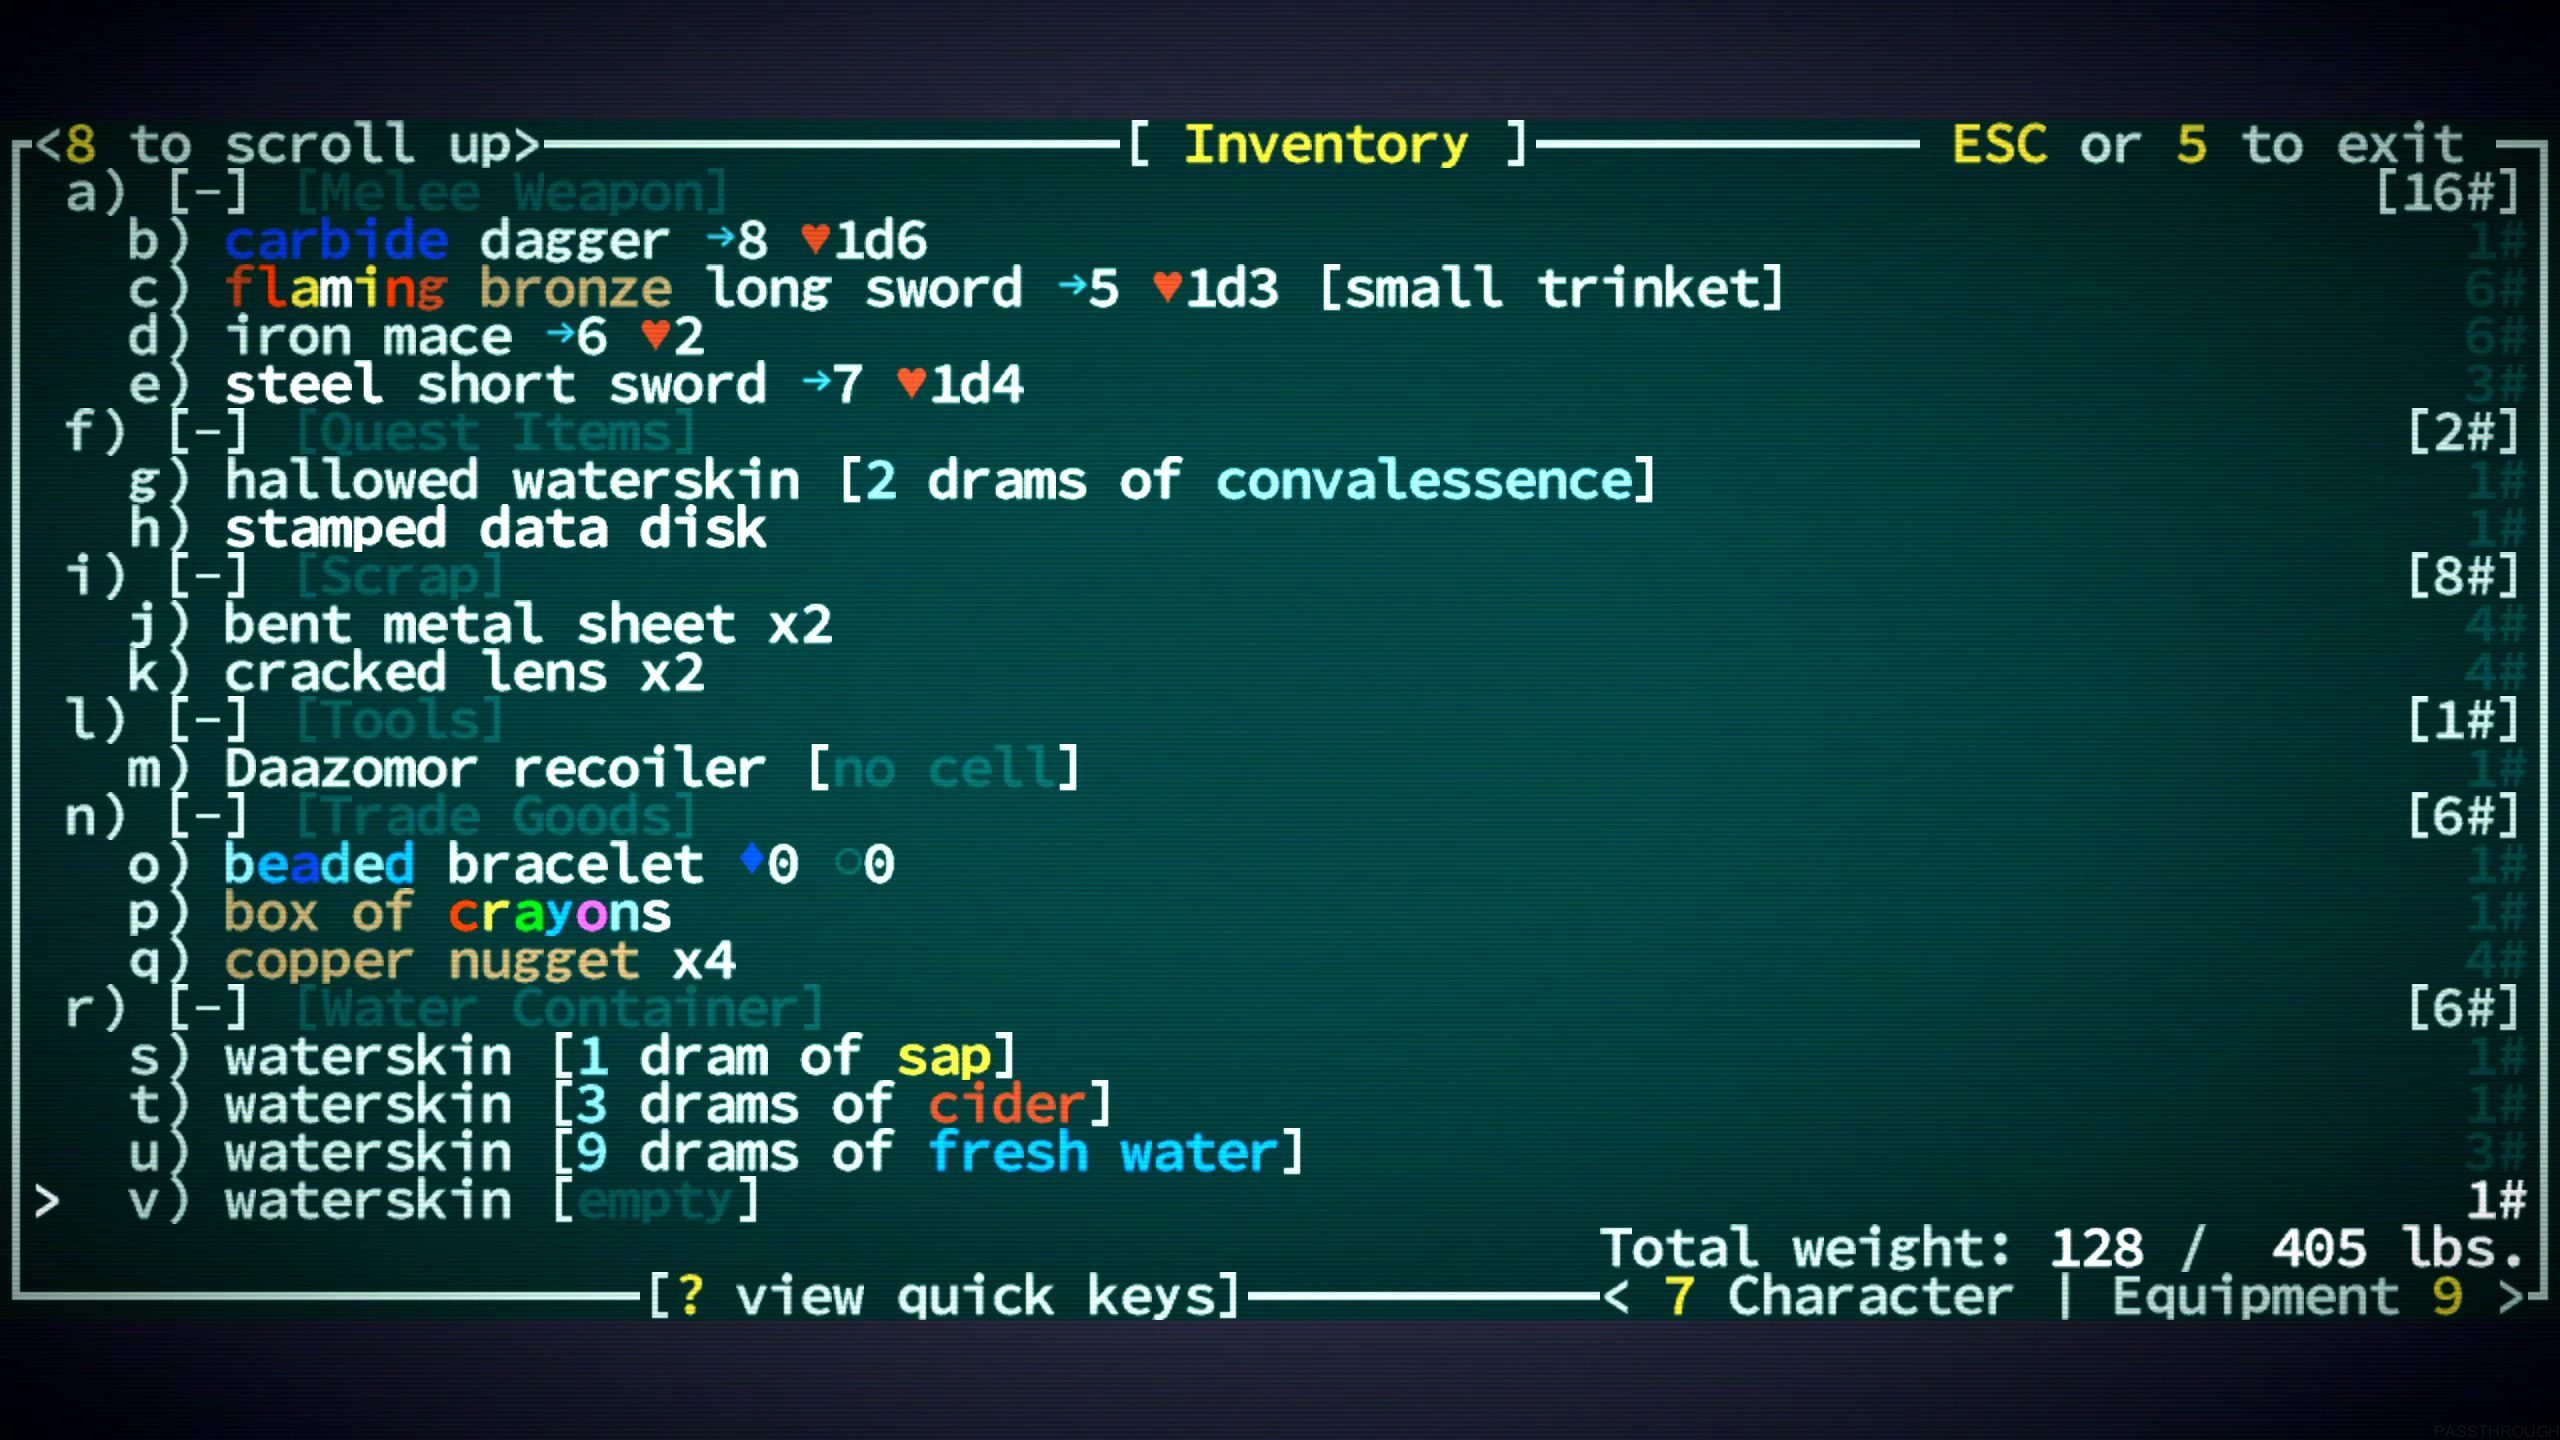 <8 to scroll up> [ Inventory ] ESC or 5 to exit
a) [-] [Melee Weapon] [16#]
b) carbide dagger →8 ♥1d6 1#
c) flaming bronze long sword →5 ♥1d3 [small trinket] 6#
d) iron mace →6 ♥2 6#
e) steel short sword →7 ♥1d4 3#
f) [-] [Quest Items] [2#]
g) hallowed waterskin [2 drams of convalessence] 1#
h) stamped data disk 1#
i) [-] [Scrap] [8#]
j) bent metal sheet x2 4#
k) cracked lens x2 4#
l) [-] [Tools] [1#]
m) Daazomor recoiler [no cell] 1#
n) [-] [Trade Goods] [6#]
o) beaded bracelet ♦0 ○0 1#
p) box of crayons 1#
q) copper nugget x4 4#
r) [-] [Water Container] [6#]
s) waterskin [1 dram of sap] 1#
t) waterskin [3 drams of cider] 1#
u) waterskin [9 drams of fresh water] 3#
> v) waterskin [empty] 1#
Total weight: 128 / 405 lbs.
[? view quick keys] < 7 Character | Equipment 9 >
PASSTHROUGH